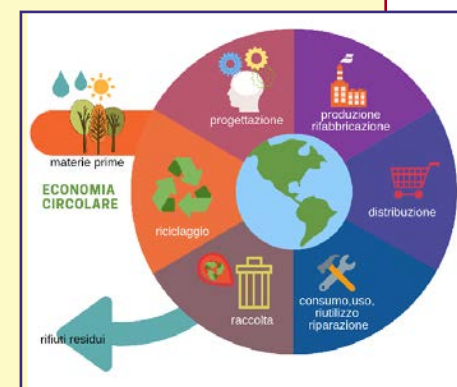 progettazione
produzione
rifabbricazione
materie prime
ECONOMIA
CIRCOLARE
distribuzione
riciclaggio
consumo,uso,
riutilizzo
riparazione
raccolta
rifiuti residui